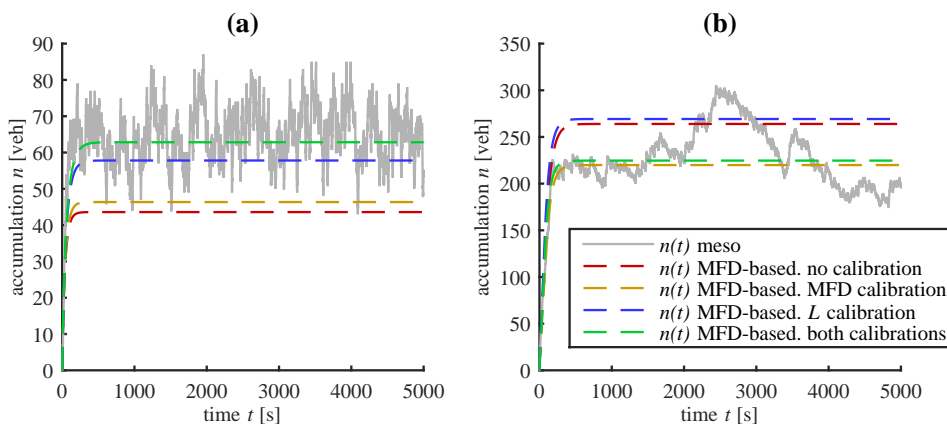 (a)
90
80
70
60
50
40
30
20
10
0
accumulation n [veh]
0 1000 2000 3000 4000 5000
time t [s]
(b)
350
300
250
200
150
100
50
0
accumulation n [veh]
n(t) meso
n(t) MFD-based. no calibration
n(t) MFD-based. MFD calibration
n(t) MFD-based. L calibration
n(t) MFD-based. both calibrations
0 1000 2000 3000 4000 5000
time t [s]